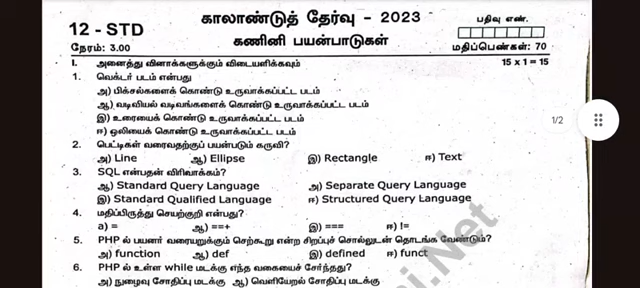 காலாண்டுத் தேர்வு - 2023
பதிவு எண்.
12 - STD
கணினி பயன்பாடுகள்
நேரம்: 3.00
மதிப்பெண்கள்: 70
I. அனைத்து வினாக்களுக்கும் விடையளிக்கவும் 15 x 1 = 15
1. வெக்டர் படம் என்பது
அ) பிக்சல்களைக் கொண்டு உருவாக்கப்பட்ட படம்
ஆ) வடிவியல் வடிவங்களைக் கொண்டு உருவாக்கப்பட்ட படம்
இ) உரையைக் கொண்டு உருவாக்கப்பட்ட படம்
ஈ) ஒலியைக் கொண்டு உருவாக்கப்பட்ட படம்
1/2
2. பெட்டிகள் வரைவதற்குப் பயன்படும் கருவி?
அ) Line ஆ) Ellipse இ) Rectangle ஈ) Text
3. SQL என்பதன் விரிவாக்கம்?
ஆ) Standard Query Language அ) Separate Query Language
இ) Standard Qualified Language ஈ) Structured Query Language
4. மதிப்பிருத்து செயற்குறி என்பது?
a) = ஆ) ==+ இ) === ஈ) !=
5. PHP ல் பயனர் வரையறுக்கும் செற்கூறு என்ற சிறப்புச் சொல்லுடன் தொடங்க வேண்டும்?
அ) function ஆ) def இ) defined ஈ) funct
6. PHP ல் உள்ள while மடக்கு எந்த வகையைச் சேர்ந்தது?
அ) நுழைவு சோதிப்பு மடக்கு ஆ) வெளியேறல் சோதிப்பு மடக்கு